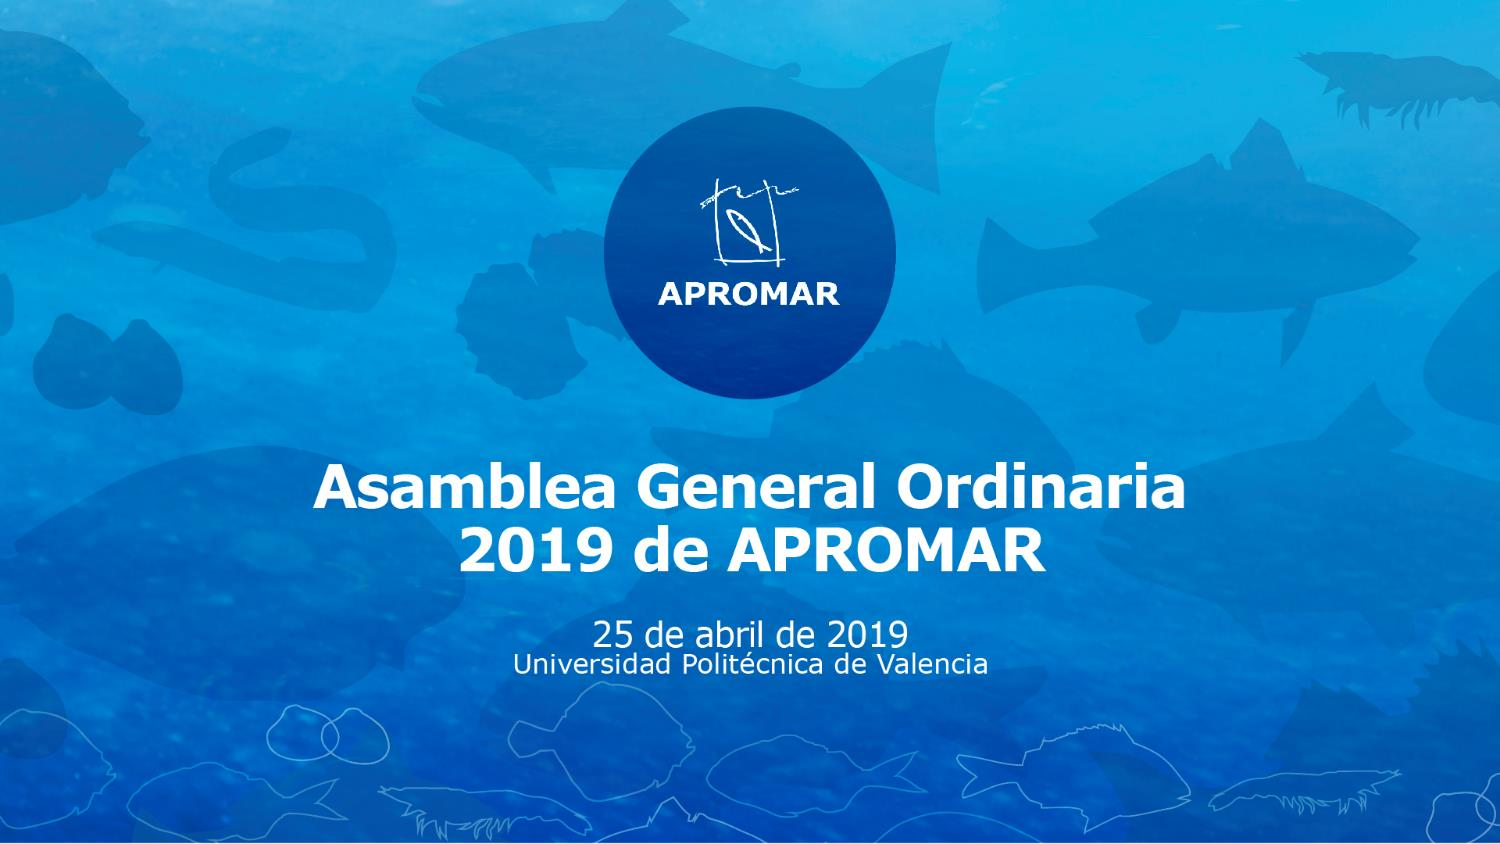 APROMAR
Asamblea General Ordinaria
2019 de APROMAR
25 de abril de 2019
Universidad Politécnica de Valencia